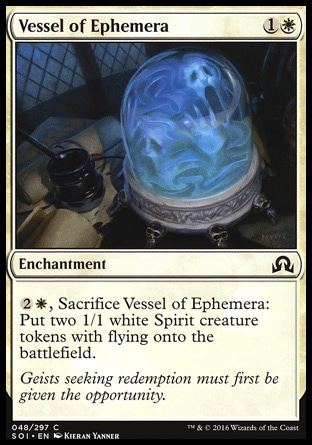 Vessel of Ephemera 1
Enchantment
2, Sacrifice Vessel of Ephemera:
Put two 1/1 white Spirit creature
tokens with flying onto the
battlefield.
Geists seeking redemption must first be
given the opportunity.
048/297 C
SOI • EN Kieran Yanner
™ & © 2016 Wizards of the Coast